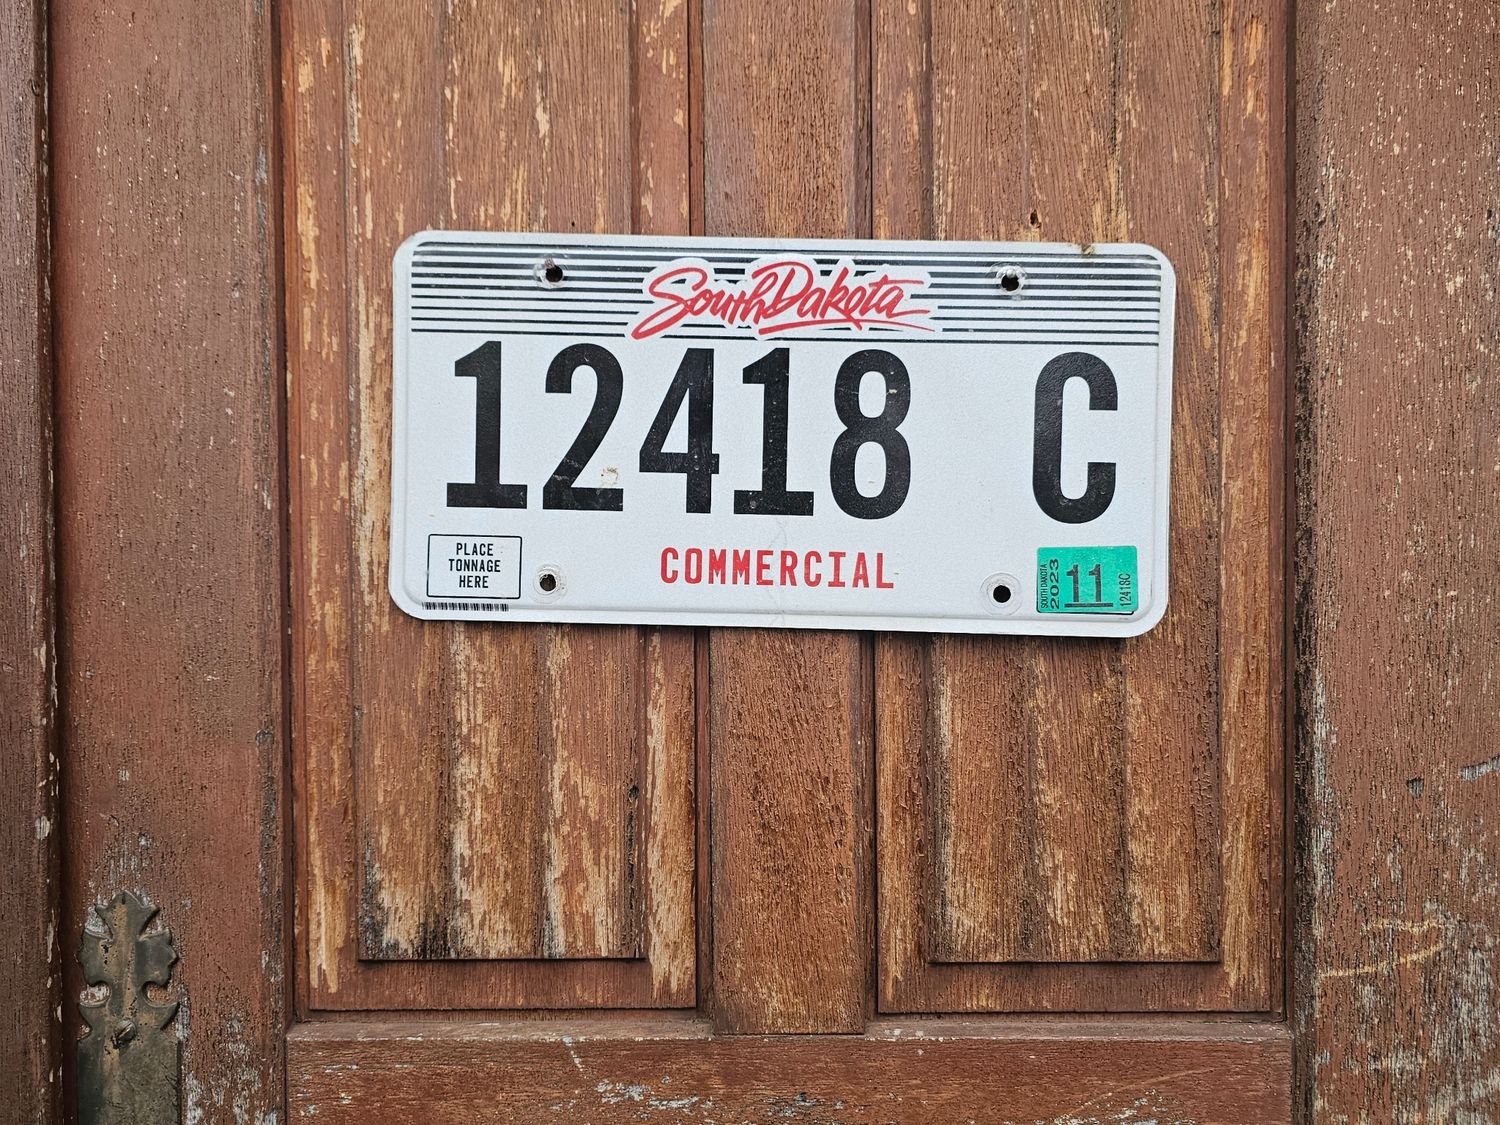 South Dakota
12418 C
PLACE
TONNAGE
HERE
COMMERCIAL
SOUTH DAKOTA
2023
11
12418C